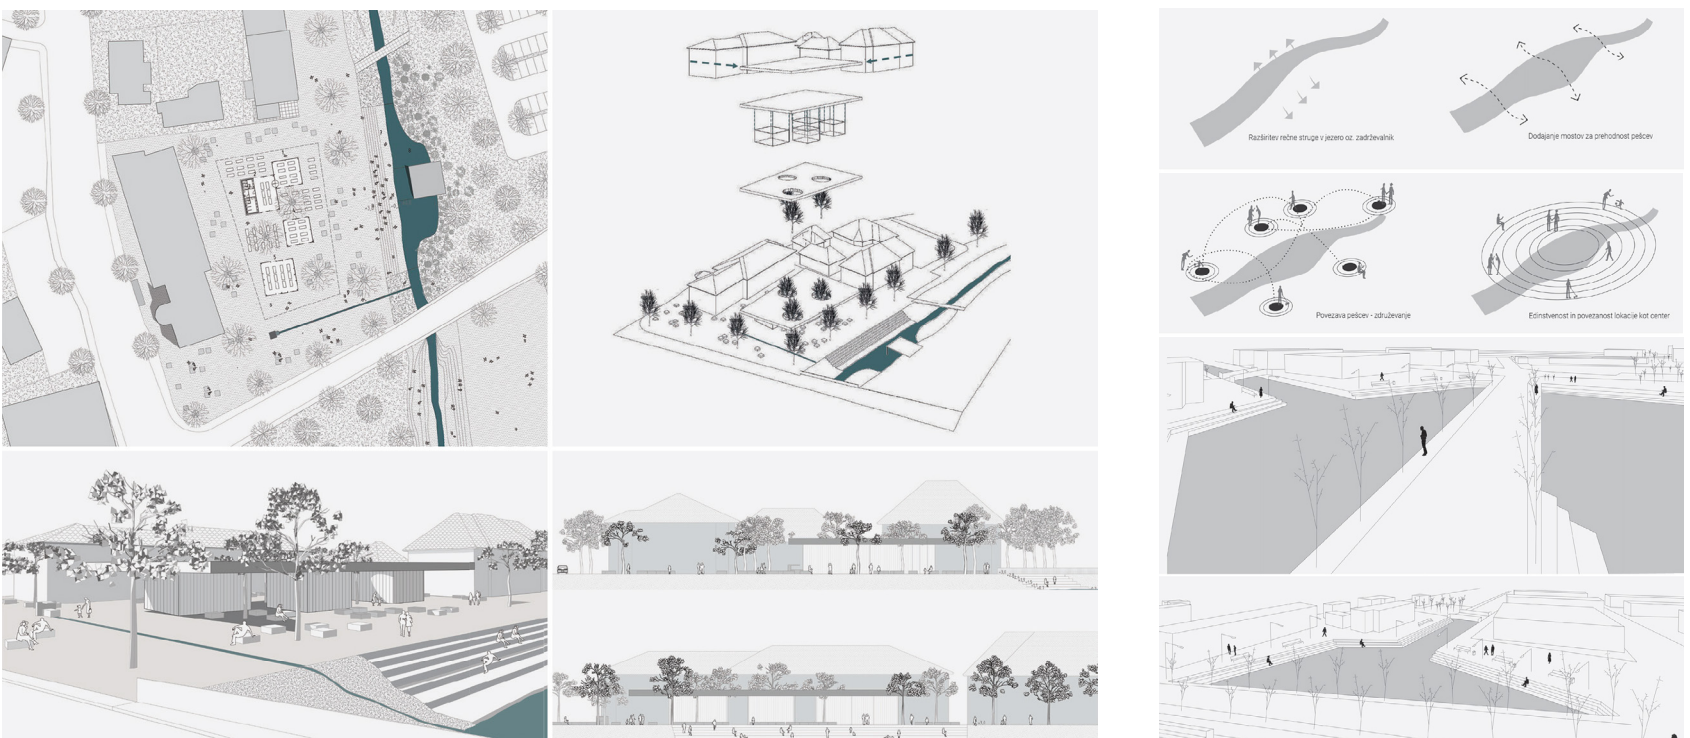 Razširitev rečne struge v jezero oz. zadrževalnik
Dodajanje mostov za prehodnost pešcev
Povezava pešcev - združevanje
Edinstvenost in povezanost lokacije kot center